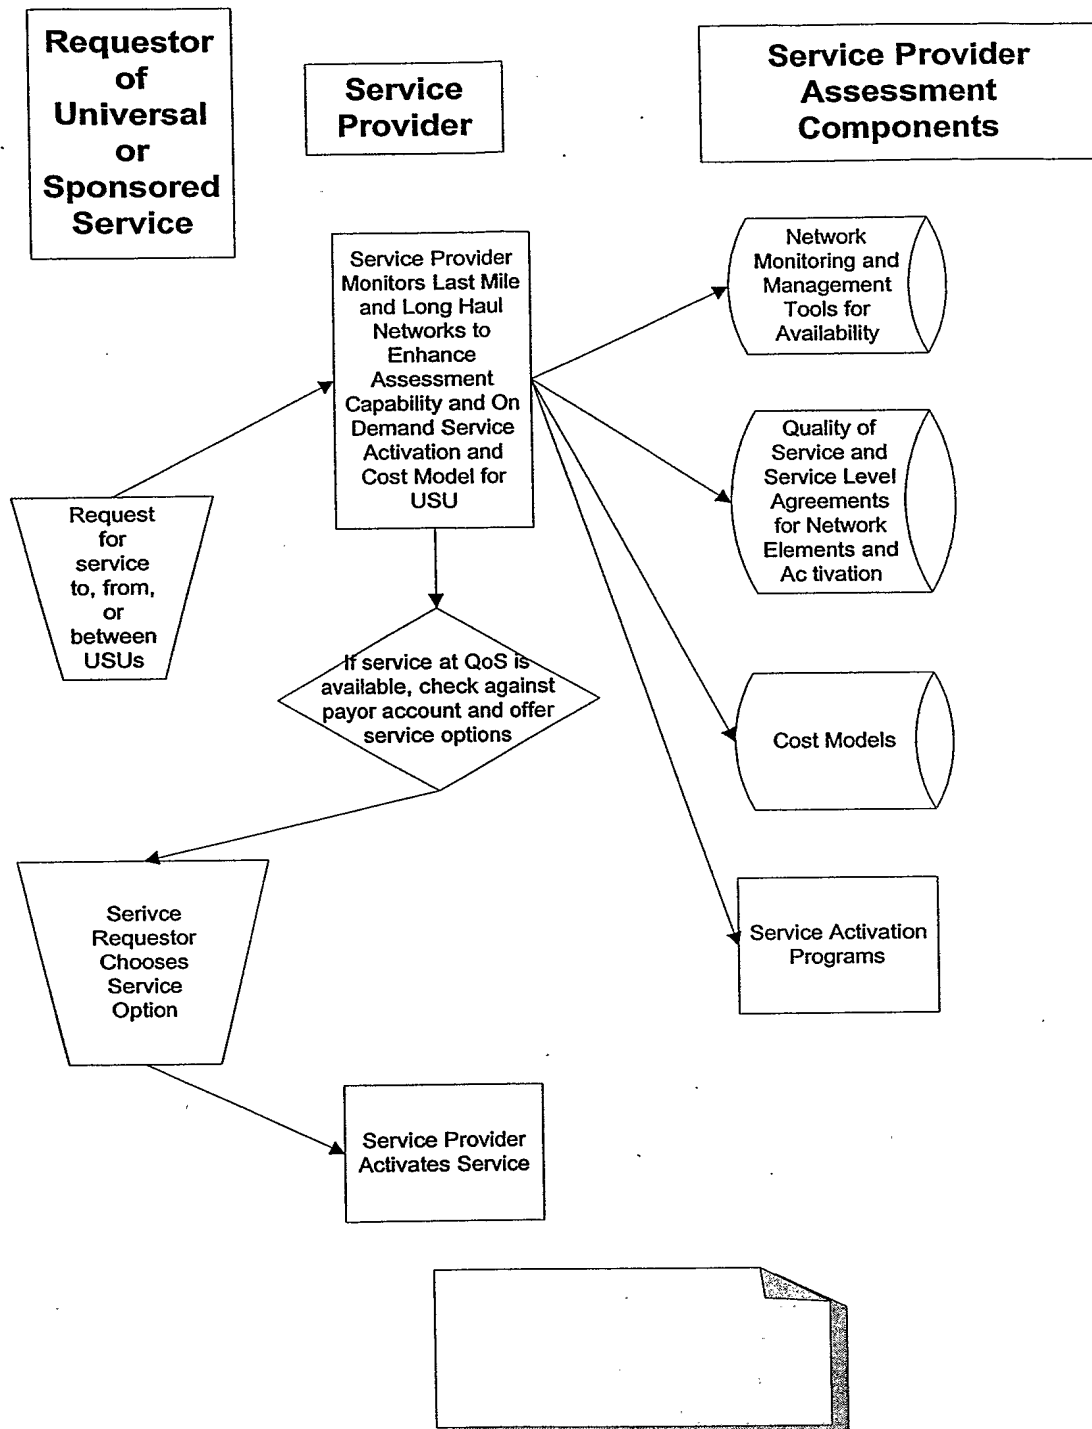 Requestor
of
Universal
or
Sponsored
Service
Service
Provider
Service Provider
Assessment
Components
Service Provider
Monitors Last Mile
and Long Haul
Networks to
Enhance
Assessment
Capability and On
Demand Service
Activation and
Cost Model for
USU
Network
Monitoring and
Management
Tools for
Availability
Quality of
Service and
Service Level
Agreements
for Network
Elements and
Ac tivation
Request
for
service
to, from,
or
between
USUs
If service at QoS is
available, check against
payor account and offer
service options
Cost Models
Serivce
Requestor
Chooses
Service
Option
Service Activation
Programs
Service Provider
Activates Service